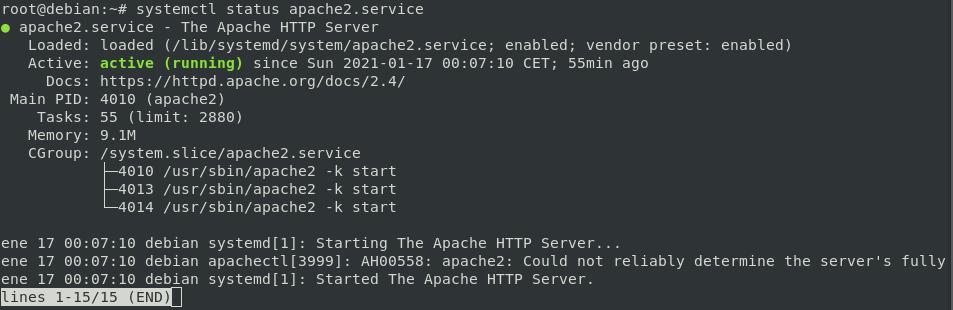 root@debian:~# systemctl status apache2.service
● apache2.service - The Apache HTTP Server
   Loaded: loaded (/lib/systemd/system/apache2.service; enabled; vendor preset: enabled)
   Active: active (running) since Sun 2021-01-17 00:07:10 CET; 55min ago
     Docs: https://httpd.apache.org/docs/2.4/
 Main PID: 4010 (apache2)
    Tasks: 55 (limit: 2880)
   Memory: 9.1M
   CGroup: /system.slice/apache2.service
           ├─4010 /usr/sbin/apache2 -k start
           ├─4013 /usr/sbin/apache2 -k start
           └─4014 /usr/sbin/apache2 -k start

ene 17 00:07:10 debian systemd[1]: Starting The Apache HTTP Server...
ene 17 00:07:10 debian apachectl[3999]: AH00558: apache2: Could not reliably determine the server's fully
ene 17 00:07:10 debian systemd[1]: Started The Apache HTTP Server.
lines 1-15/15 (END)